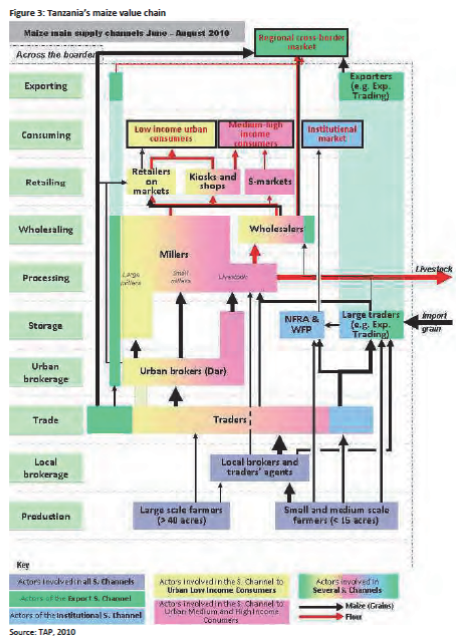 Figure 3: Tanzania's maize value chain
Maize main supply channels June - August 2010
Regional cross border
market
Across the boarder
Exporting
Exporters
(e.g. Exp.
Trading)
Consuming
Low income urban
consumers
Medium-high
income
consumers
Institutional
market
Retailing
Retailers
on
markets
Kiosks and
shops
S-markets
Wholesaling
Millers
Wholesalers
Large
millers
Small
millers
Livestock
Processing
Livestock
Storage
NFRA &
WFP
Large traders
(e.g. Exp.
Trading)
Import
grain
Urban
brokerage
Urban brokers (Dar)
Trade
Traders
Local
brokerage
Local brokers and
traders' agents
Production
Large scale farmers
(> 40 acres)
Small and medium scale
farmers (< 15 acres)
Key
Actors Involved in all S. Channels
Actors of the Export S. Channel
Actors of the Institutional S. Channel
Actors involved in the S. Channel to
Urban Low Income Consumers
Actors Involved in the S. Channel to
Urban Medium and High Income
Conumers
Actors involved in
Several S. Channels
Maize (Grains)
Flour
Source: TAP, 2010